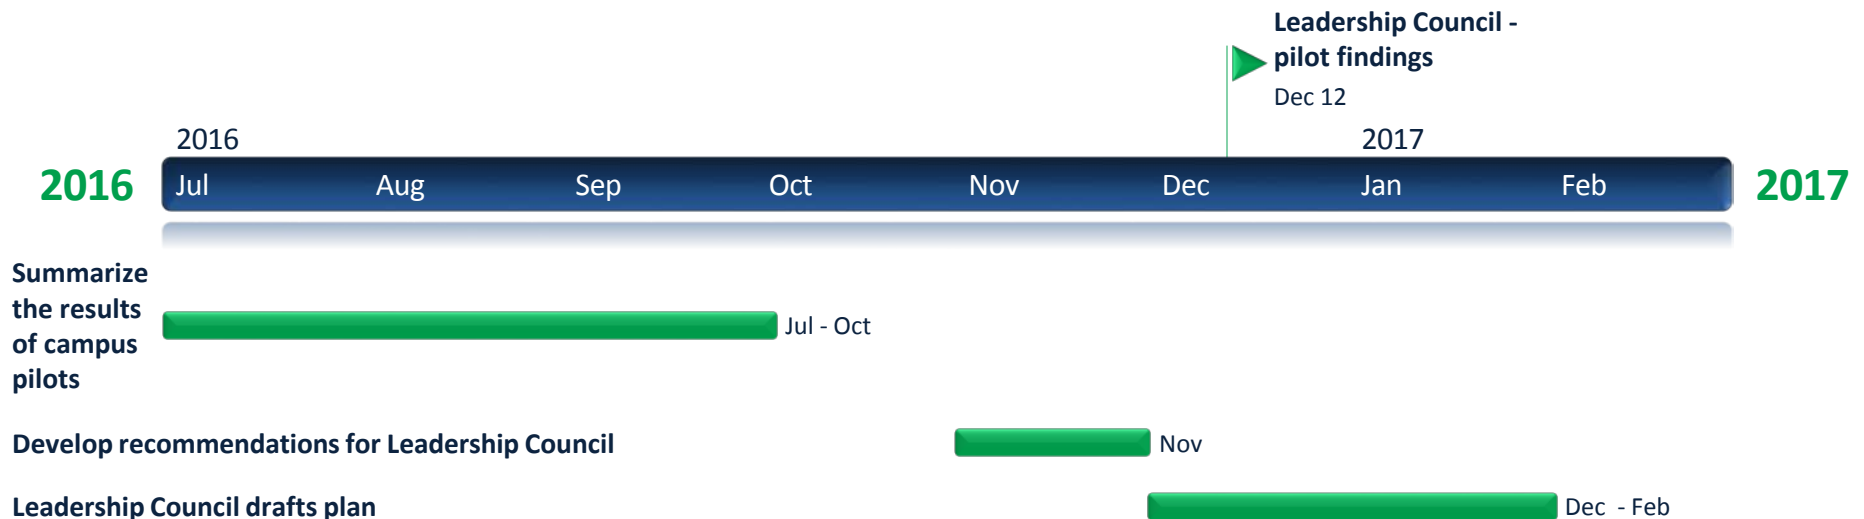 Leadership Council -
pilot findings
Dec 12
2016 2017
2016 Jul Aug Sep Oct Nov Dec Jan Feb 2017
Summarize
the results
of campus
pilots
Jul - Oct
Develop recommendations for Leadership Council Nov
Leadership Council drafts plan Dec - Feb